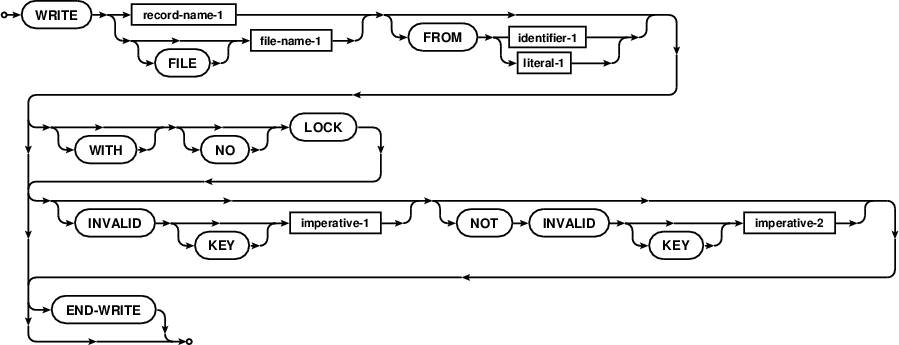 WRITE record-name-1
FILE file-name-1 FROM identifier-1
literal-1
WITH NO LOCK
INVALID KEY imperative-1 NOT INVALID KEY imperative-2
END-WRITE